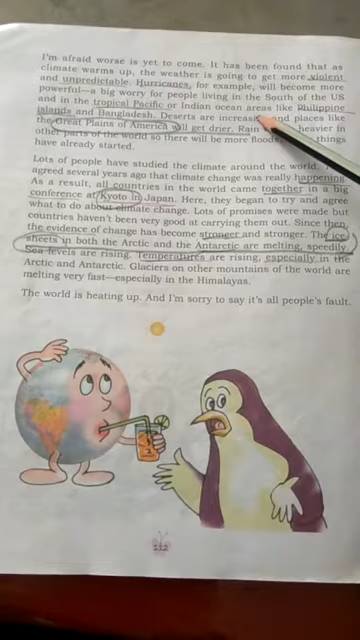 I'm afraid worse is yet to come. It has been found that as
climate warms up, the weather is going to get more violent
and unpredictable. Hurricanes, for example, will become more
powerful—a big worry for people living in the South of the US
and in the tropical Pacific or Indian ocean areas like Philippine
islands and Bangladesh. Deserts are and places like
the Great Plains of America will get drier. Rain heavier in
other parts of the world so there will be more floods. things
have already started.
Lots of people have studied the climate around the world.
agreed several years ago that climate change was really happening.
As a result, all countries in the world came together in a big
conference at Kyoto in Japan. Here, they began to try and agree
what to do about climate change. Lots of promises were made but
countries haven't been very good at carrying them out. Since then,
the evidence of change has become stronger and stronger. The ice
sheets in both the Arctic and the Antarctic are melting, speedily.
Sea levels are rising. Temperatures are rising, especially in the
Arctic and Antarctic. Glaciers on other mountains of the world are
melting very fast—especially in the Himalayas.
The world is heating up. And I'm sorry to say it's all people's fault.